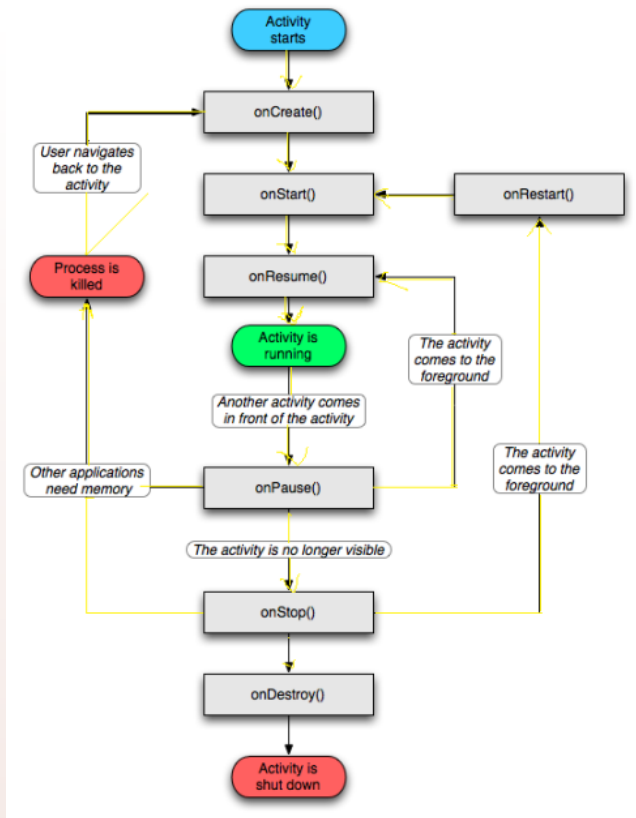 Activity
starts
onCreate()
User navigates
back to the
activity
onStart()
onRestart()
Process is
killed
onResume()
Activity is
running
The activity
comes to the
foreground
Another activity comes
in front of the activity
The activity
comes to the
foreground
Other applications
need memory
onPause()
The activity is no longer visible
onStop()
onDestroy()
Activity is
shut down